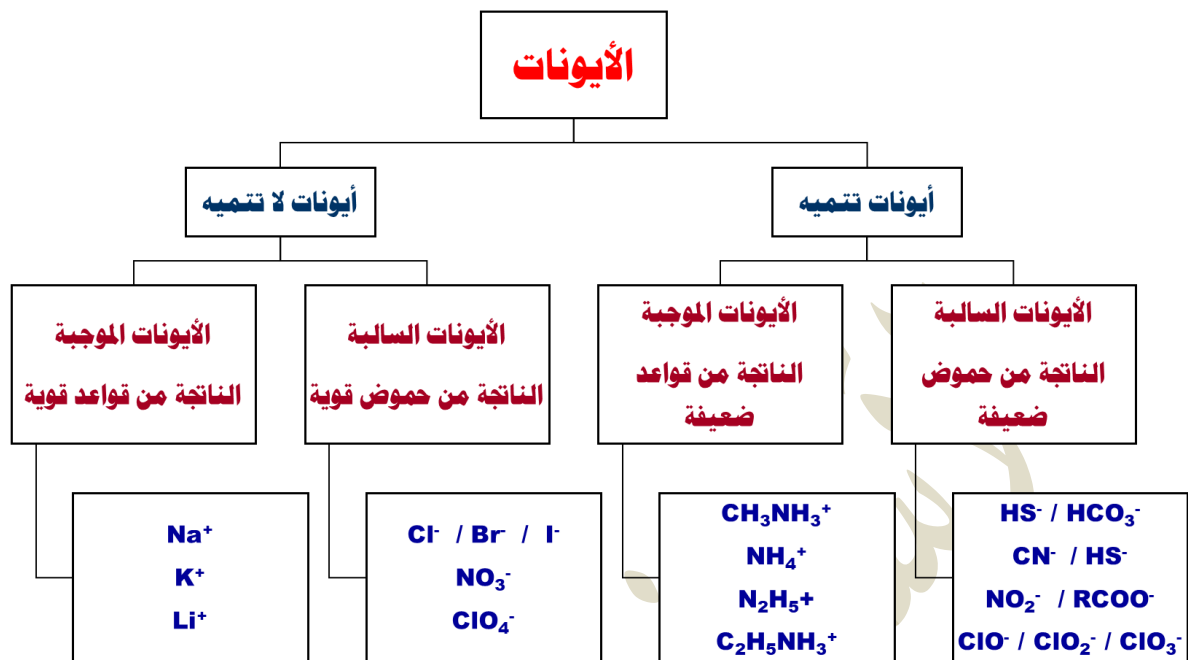 الأيونات
أيونات تتميه
أيونات لا تتميه
الأيونات السالبة
الناتجة من حموض
ضعيفة
الأيونات الموجبة
الناتجة من قواعد
ضعيفة
الأيونات السالبة
الناتجة من حموض قوية
الأيونات الموجبة
الناتجة من قواعد قوية
HS⁻ / HCO₃⁻
CN⁻ / HS⁻
NO₂⁻ / RCOO⁻
ClO⁻ / ClO₂⁻ / ClO₃⁻
CH₃NH₃⁺
NH₄⁺
N₂H₅+
C₂H₅NH₃⁺
Cl⁻ / Br⁻ / I⁻
NO₃⁻
ClO₄⁻
Na⁺
K⁺
Li⁺